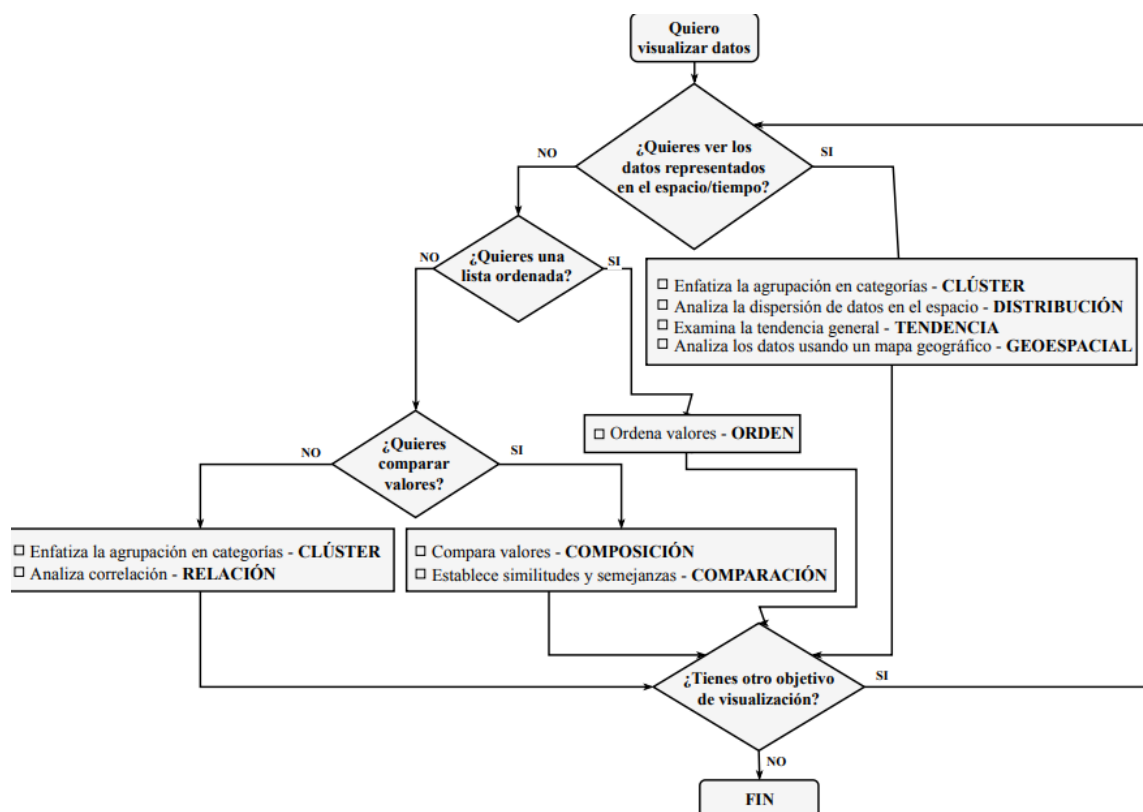 Quiero
visualizar datos
¿Quieres ver los
datos representados
en el espacio/tiempo?
NO
SI
¿Quieres una
lista ordenada?
NO
SI
Enfatiza la agrupación en categorías - CLÚSTER
Analiza la dispersión de datos en el espacio - DISTRIBUCIÓN
Examina la tendencia general - TENDENCIA
Analiza los datos usando un mapa geográfico - GEOESPACIAL
Ordena valores - ORDEN
¿Quieres
comparar
valores?
NO
SI
Enfatiza la agrupación en categorías - CLÚSTER
Analiza correlación - RELACIÓN
Compara valores - COMPOSICIÓN
Establece similitudes y semejanzas - COMPARACIÓN
¿Tienes otro objetivo
de visualización?
SI
NO
FIN